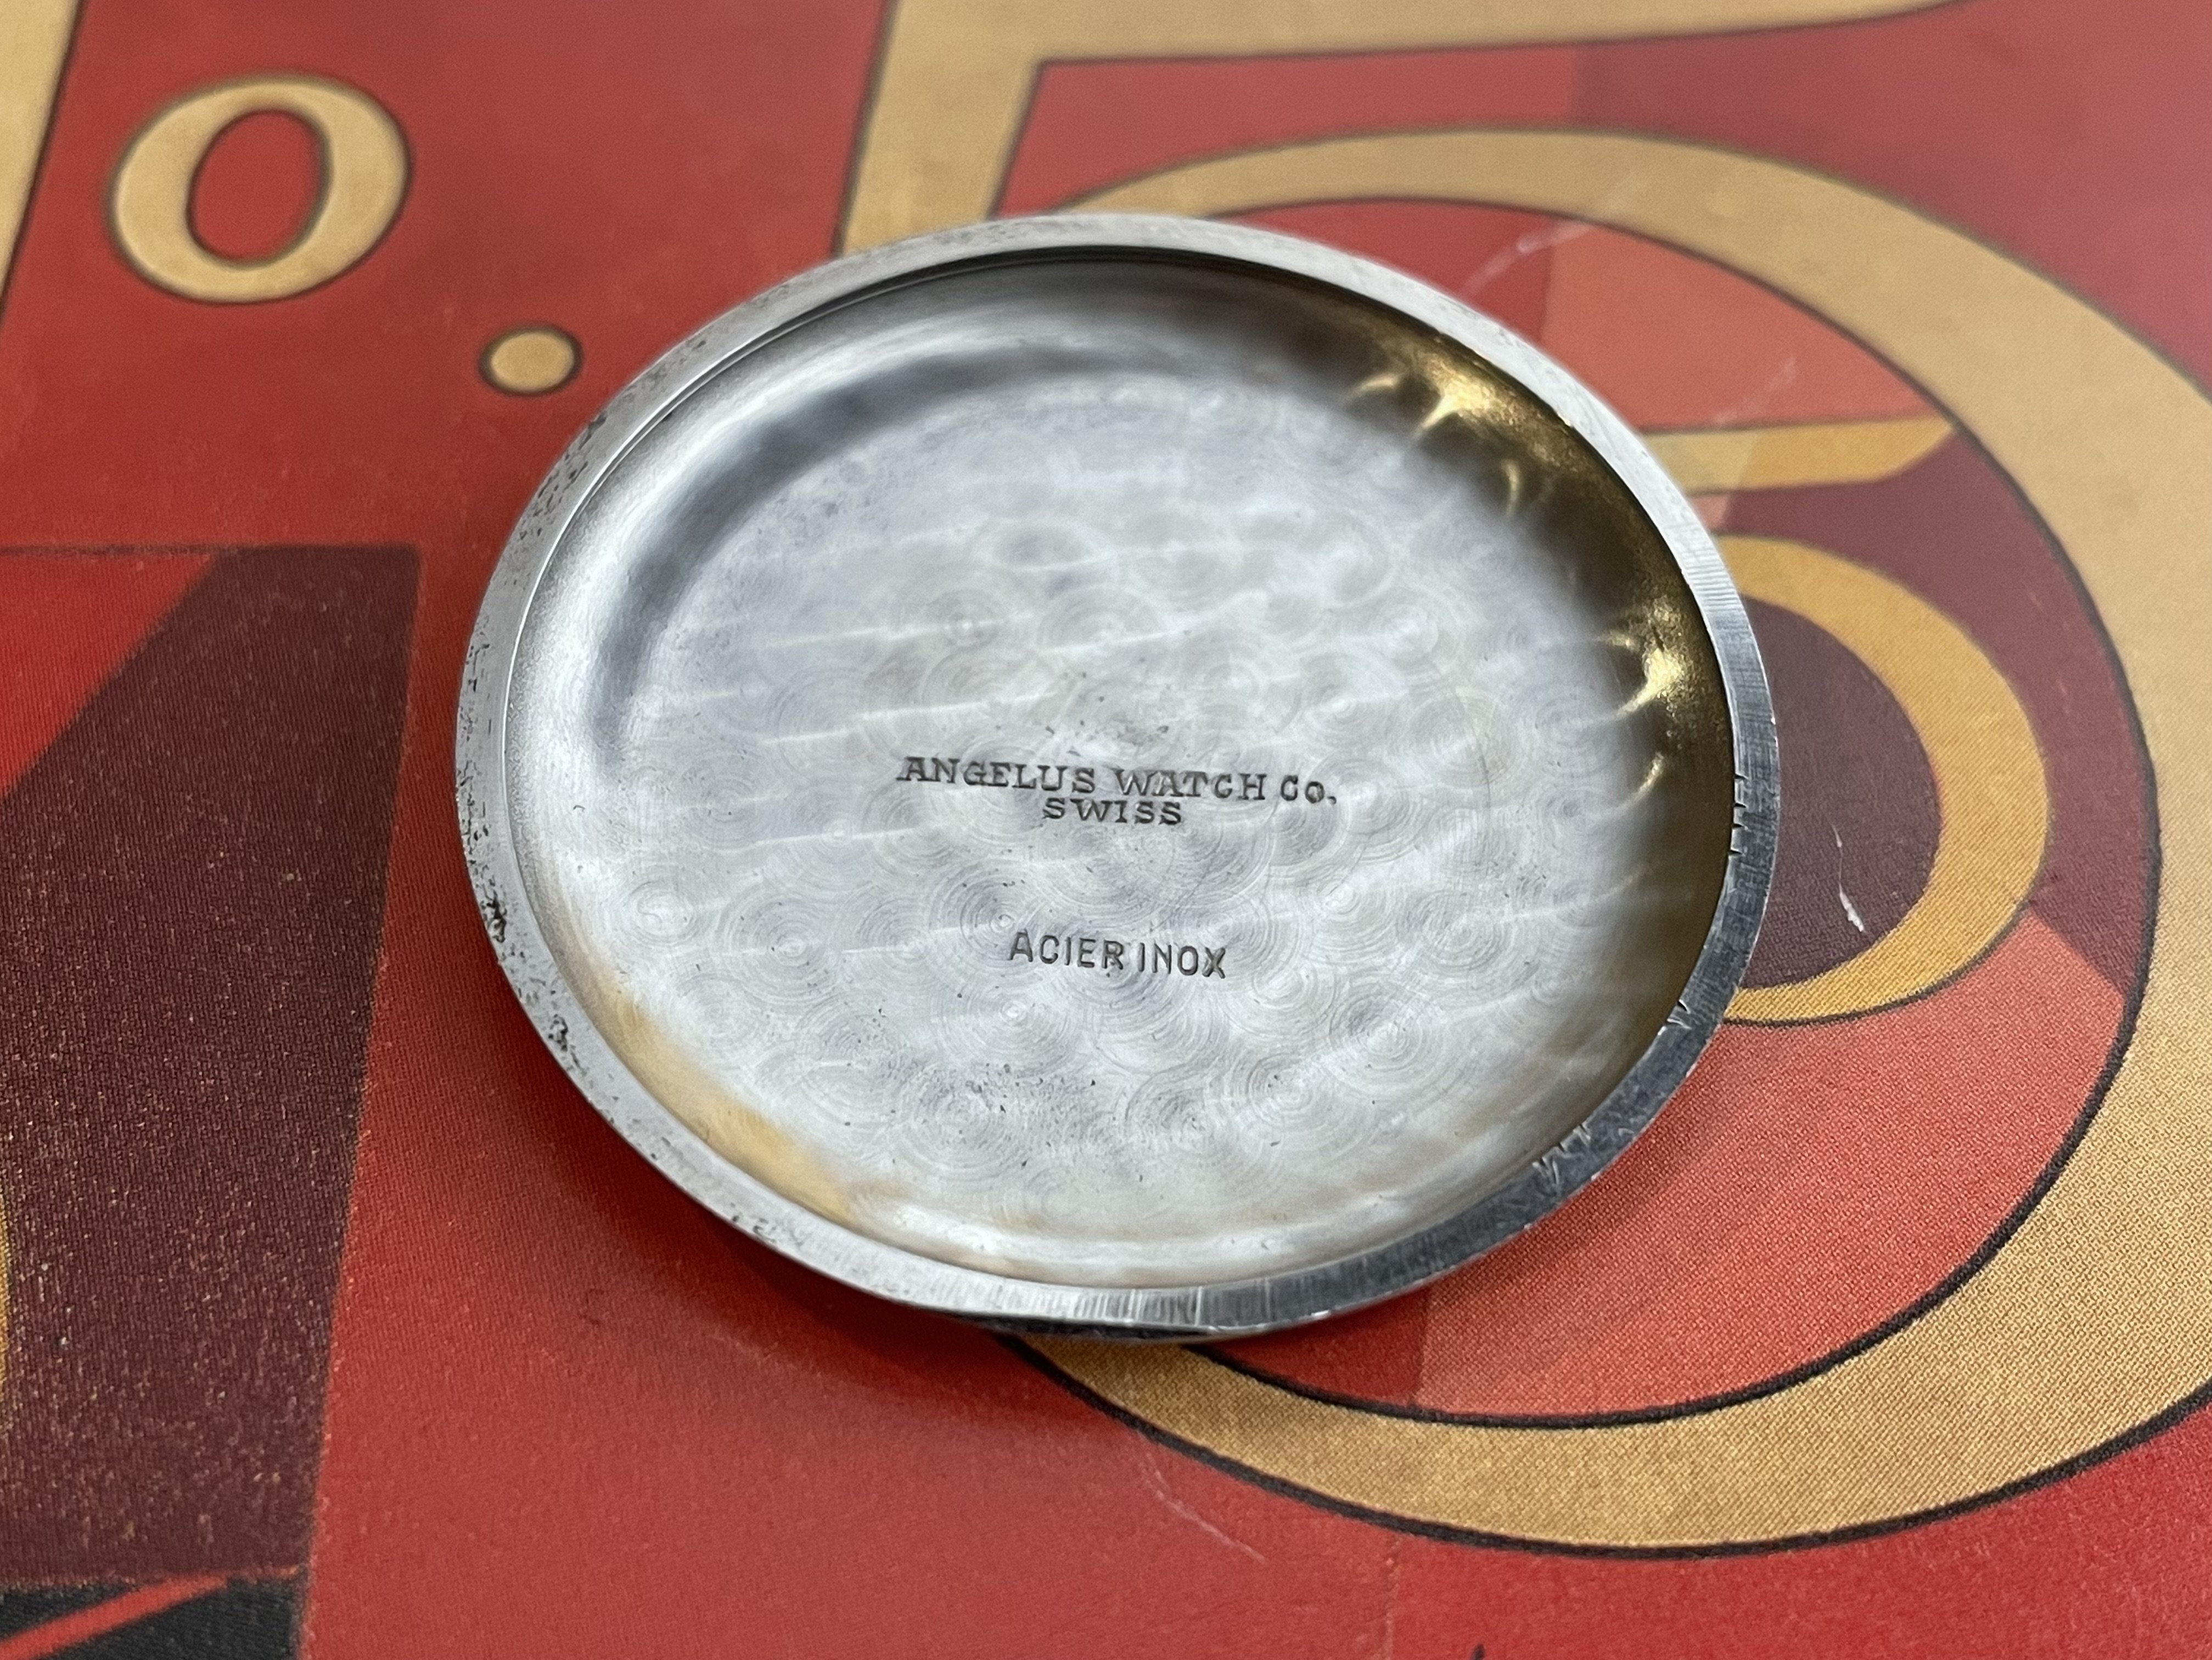 o.
ANGELUS WATCH Co.
SWISS
ACIER INOX